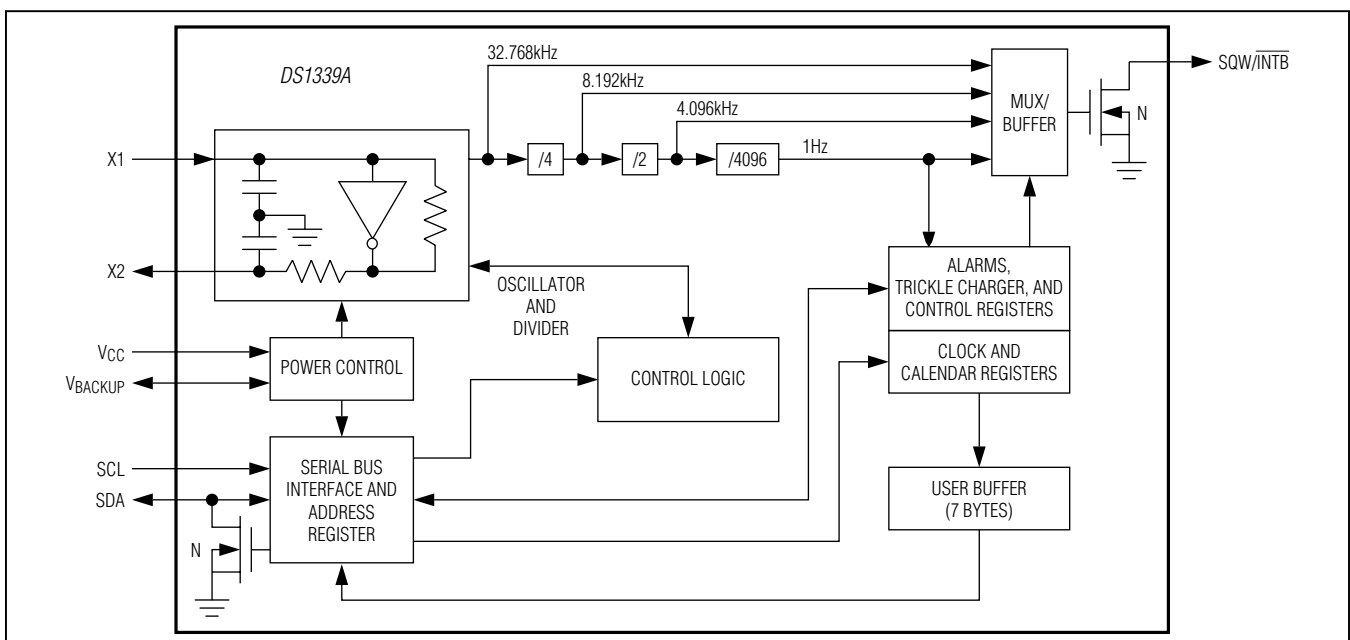 DS1339A
32.768kHz
8.192kHz
4.096kHz
MUX/
BUFFER
SQW/INTB
N
X1
/4
/2
/4096
1Hz
X2
OSCILLATOR
AND
DIVIDER
ALARMS,
TRICKLE CHARGER, AND
CONTROL REGISTERS
VCC
VBACKUP
POWER CONTROL
CONTROL LOGIC
CLOCK AND
CALENDAR REGISTERS
SCL
SDA
SERIAL BUS
INTERFACE AND
ADDRESS
REGISTER
USER BUFFER
(7 BYTES)
N